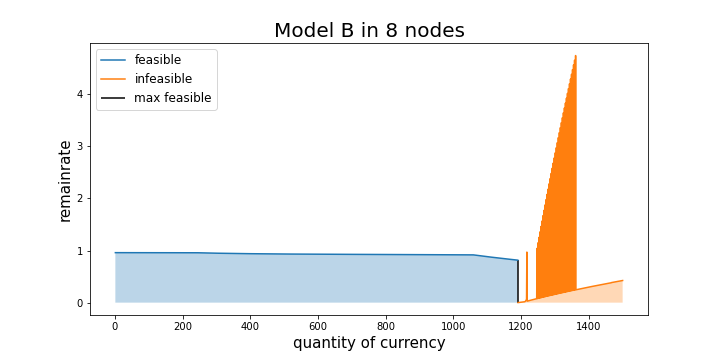 Model B in 8 nodes
feasible
infeasible
max feasible
remainrate
4
3
2
1
0
0 200 400 600 800 1000 1200 1400
quantity of currency